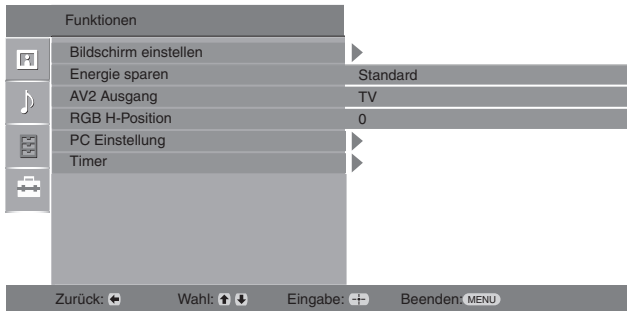 Funktionen
Bildschirm einstellen
Energie sparen Standard
AV2 Ausgang TV
RGB H-Position 0
PC Einstellung
Timer
Zurück: Wahl: Eingabe: Beenden: MENU